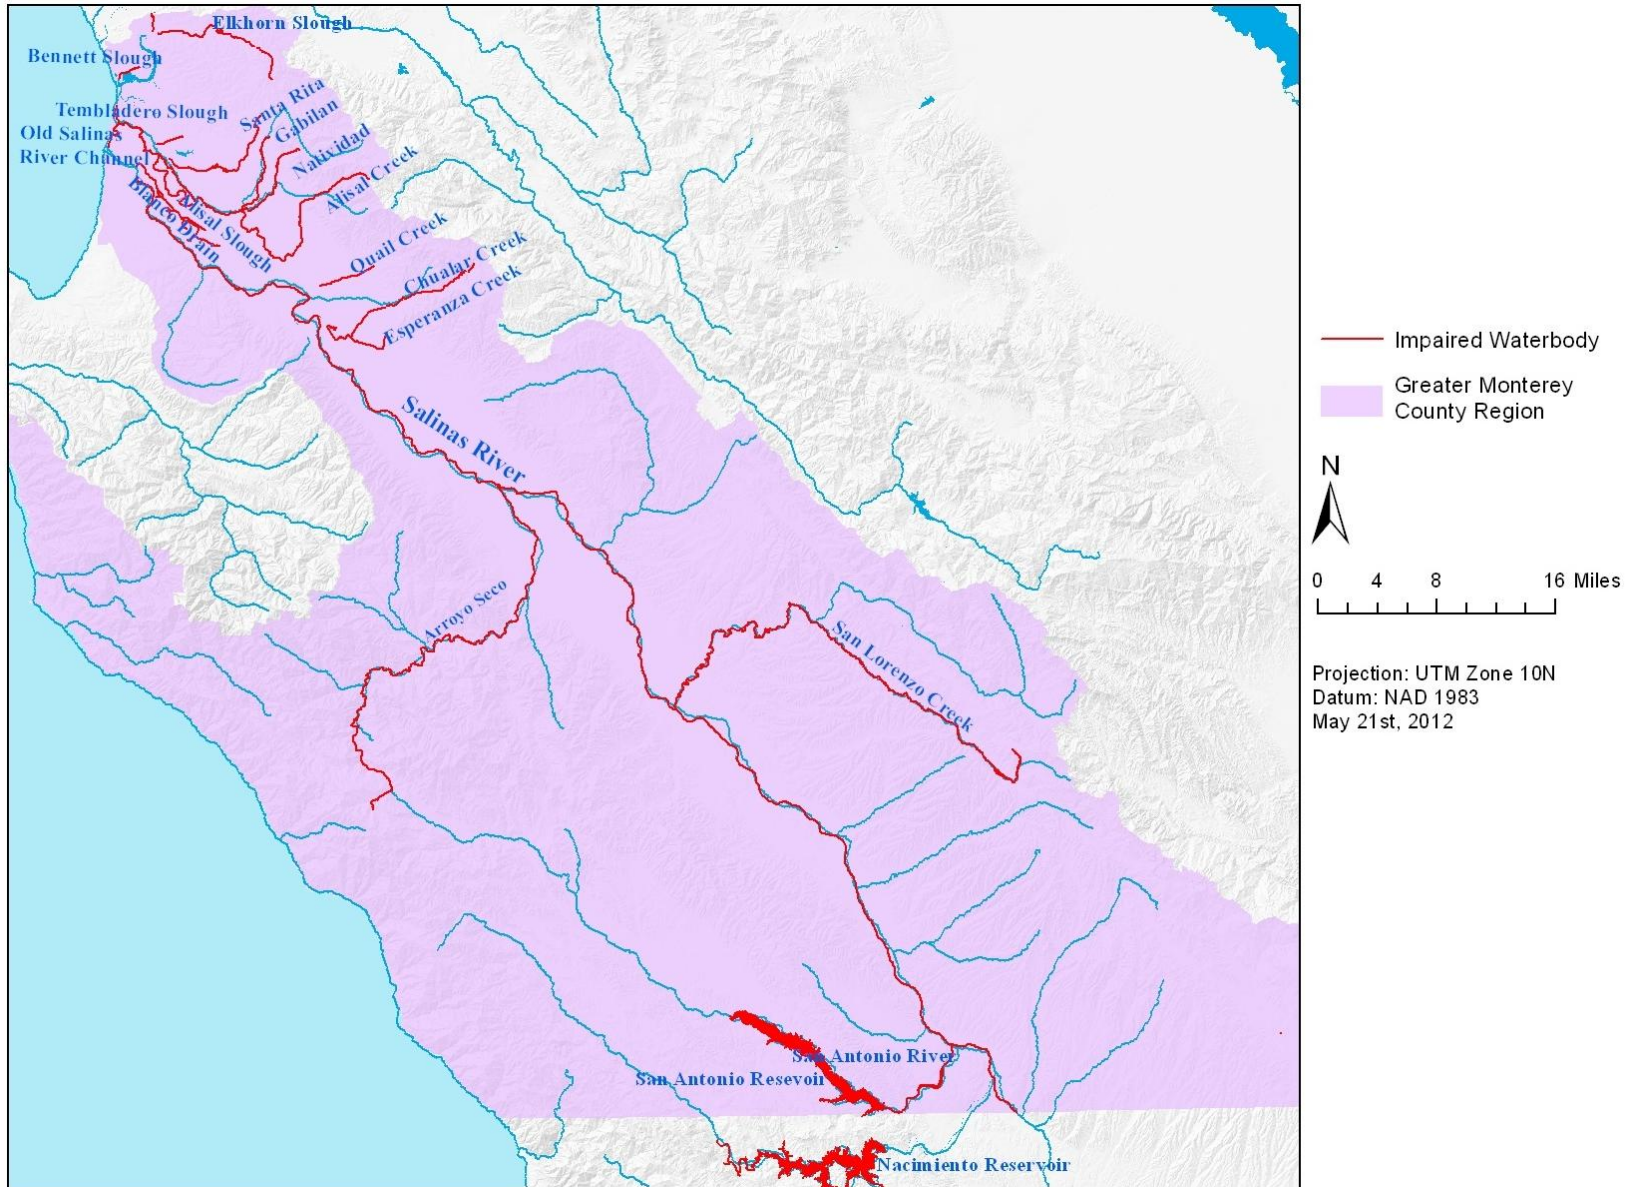 Elkhorn Slough
Bennett Slough
Tembladero Slough
Santa Rita
Gabilan
Old Salinas
River Channel
Natividad
Alisal Creek
Blanco Drain
Alisal Slough
Quail Creek
Chualar Creek
Esperanza Creek
Salinas River
Arroyo Seco
San Lorenzo Creek
San Antonio River
San Antonio Resevoir
Nacimiento Reservoir
Impaired Waterbody
Greater Monterey
County Region
N
0 4 8 16 Miles
Projection: UTM Zone 10N
Datum: NAD 1983
May 21st, 2012